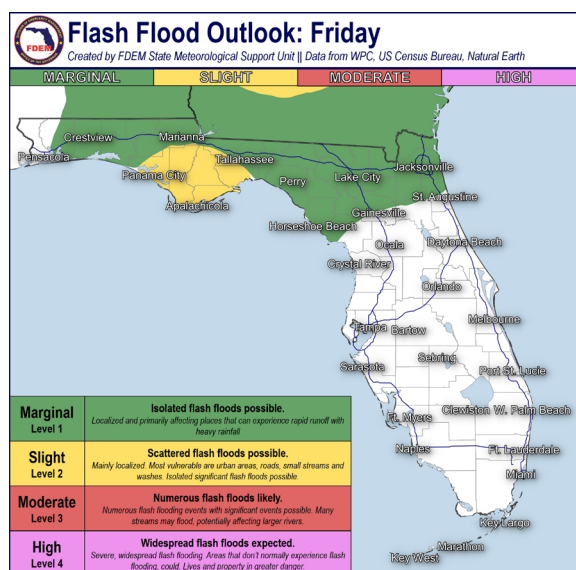 Flash Flood Outlook: Friday
Created by FDEM State Meteorological Support Unit || Data from WPC, US Census Bureau, Natural Earth
FDEM
MARGINAL
SLIGHT
MODERATE
HIGH
Crestview
Marianna
Pensacola
Tallahassee
Jacksonville
Panama City
Perry
Lake City
Apalachicola
St. Augustine
Gainesville
Horseshoe Beach
Ocala
Daytona Beach
Crystal River
Orlando
Tampa
Bartow
Melbourne
Sebring
Sarasota
Port St. Lucie
Ft. Myers
Clewiston
W. Palm Beach
Naples
Ft. Lauderdale
Miami
Key Largo
Marathon
Key West
Marginal
Level 1
Isolated flash floods possible.
Localized and primarily affecting places that can experience rapid runoff with
heavy rainfall
Slight
Level 2
Scattered flash floods possible.
Mainly localized. Most vulnerable are urban areas, roads, small streams and
washes. Isolated significant flash floods possible.
Moderate
Level 3
Numerous flash floods likely.
Numerous flash flooding events with significant events possible. Many
streams may flood, potentially affecting larger rivers.
High
Level 4
Widespread flash floods expected.
Severe, widespread flash flooding. Areas that don't normally experience flash
flooding, could. Lives and property in greater danger.